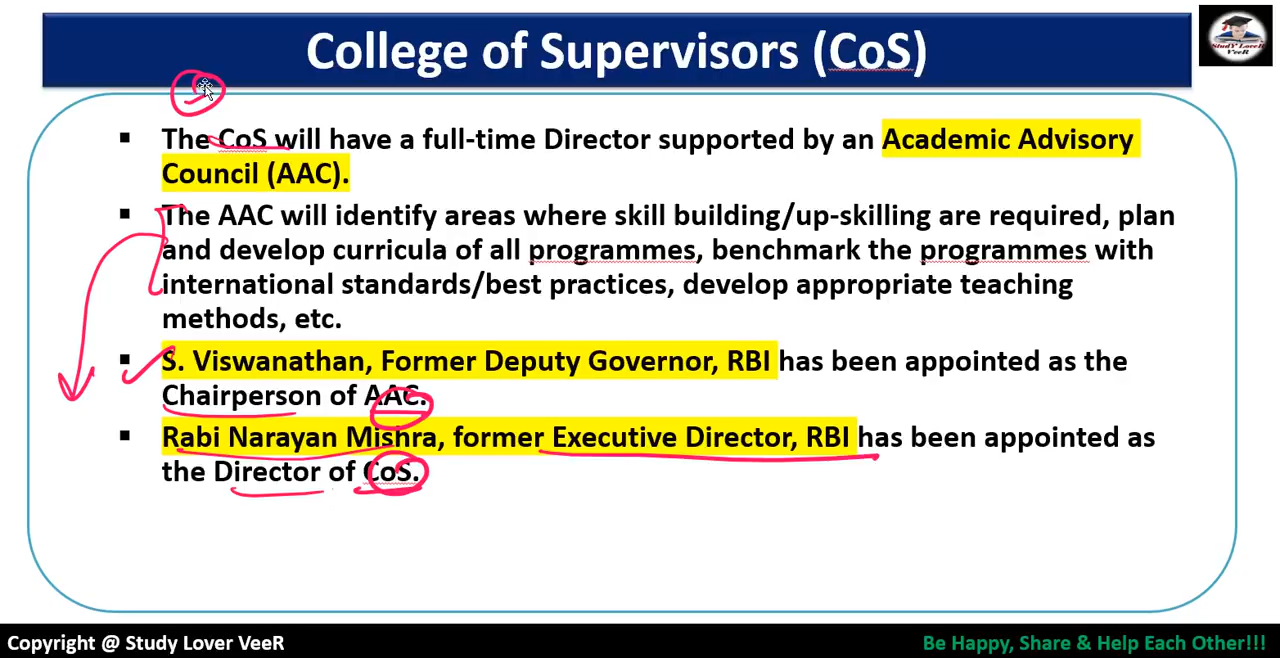 College of Supervisors (CoS)
StudY LoveR
VeeR
▪ The CoS will have a full-time Director supported by an Academic Advisory
Council (AAC).
▪ The AAC will identify areas where skill building/up-skilling are required, plan
and develop curricula of all programmes, benchmark the programmes with
international standards/best practices, develop appropriate teaching
methods, etc.
▪ S. Viswanathan, Former Deputy Governor, RBI has been appointed as the
Chairperson of AAC.
▪ Rabi Narayan Mishra, former Executive Director, RBI has been appointed as
the Director of CoS.
Copyright @ Study Lover VeeR
Be Happy, Share & Help Each Other!!!